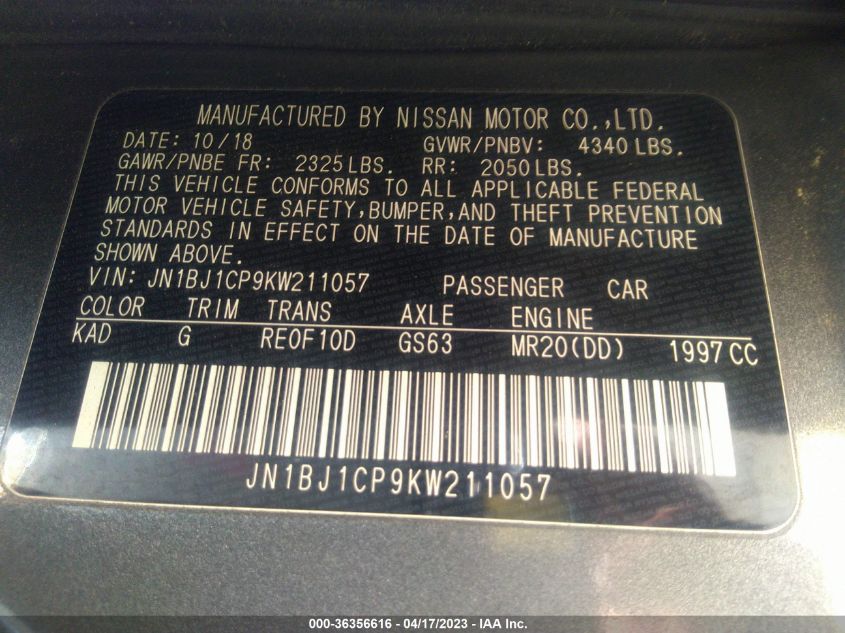 MANUFACTURED BY NISSAN MOTOR CO.,LTD.
DATE: 10/18 GVWR/PNBV: 4340 LBS.
GAWR/PNBE FR: 2325 LBS. RR: 2050 LBS.
THIS VEHICLE CONFORMS TO ALL APPLICABLE FEDERAL
MOTOR VEHICLE SAFETY,BUMPER,AND THEFT PREVENTION
STANDARDS IN EFFECT ON THE DATE OF MANUFACTURE
SHOWN ABOVE.
VIN: JN1BJ1CP9KW211057 PASSENGER CAR
COLOR TRIM TRANS AXLE ENGINE
KAD G RE0F10D GS63 MR20(DD) 1997 CC
JN1BJ1CP9KW211057
000-36356616 - 04/17/2023 - IAA Inc.